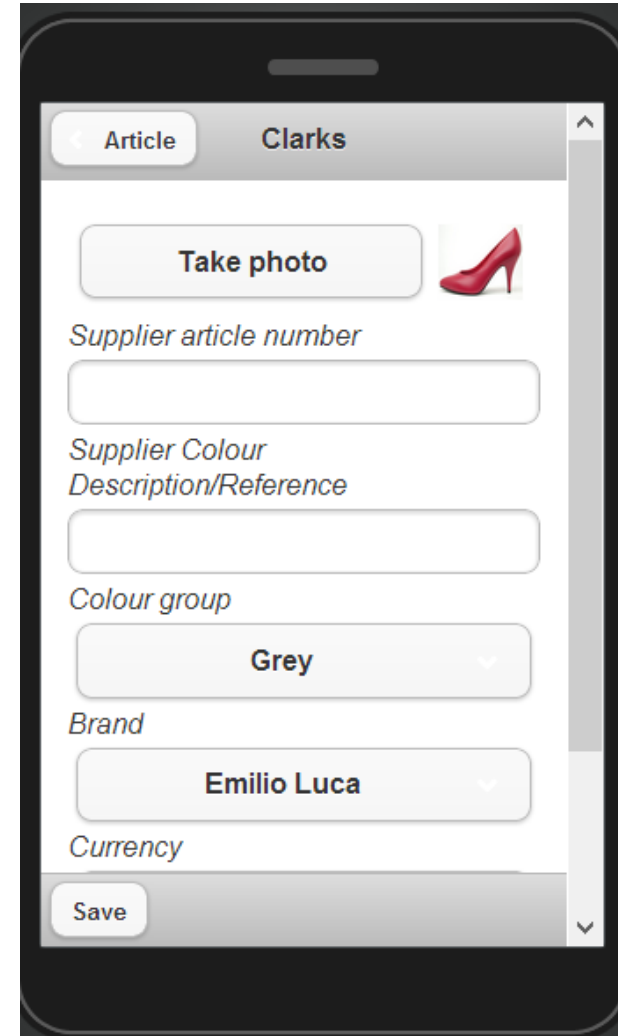 Article
Clarks
Take photo
Supplier article number
Supplier Colour
Description/Reference
Colour group
Grey
Brand
Emilio Luca
Currency
Save